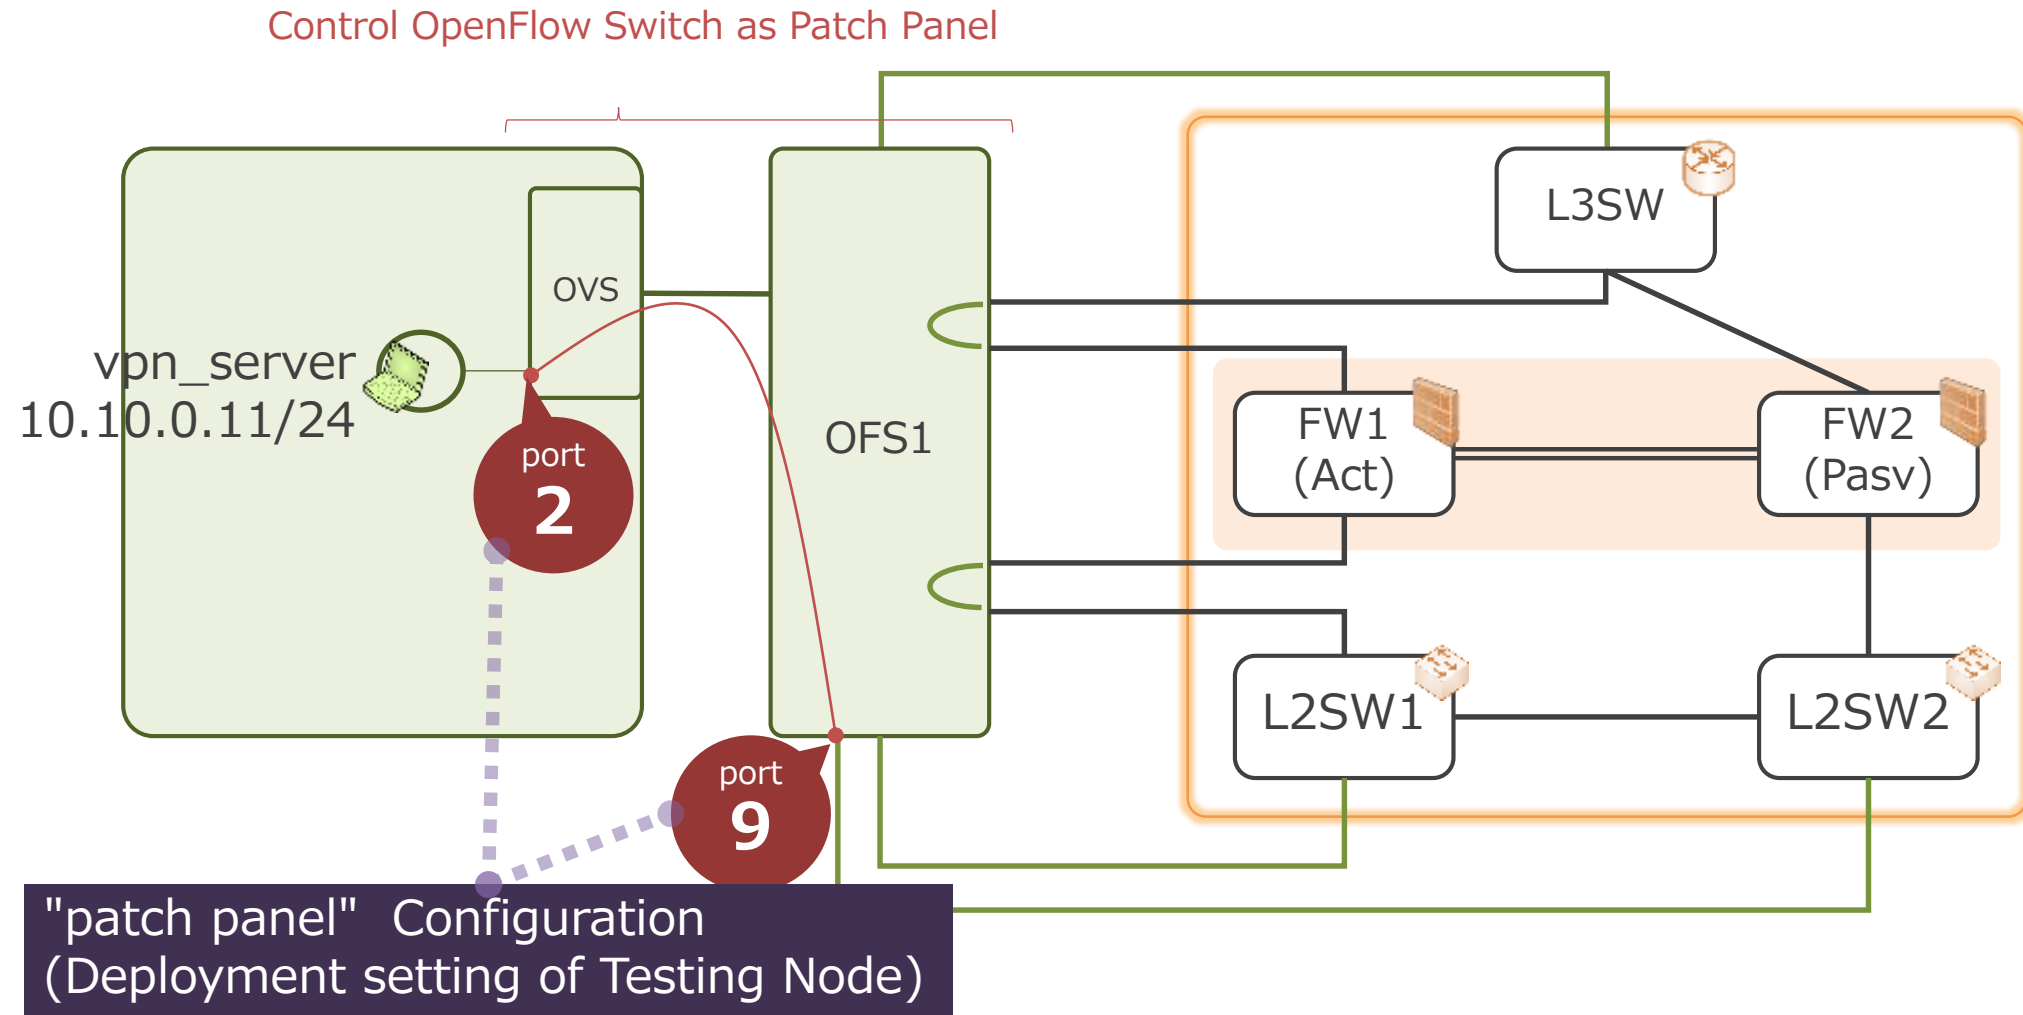 Control OpenFlow Switch as Patch Panel
L3SW
OVS
vpn_server
10.10.0.11/24
port
2
OFS1
FW1
(Act)
FW2
(Pasv)
L2SW1
L2SW2
port
9
"patch panel" Configuration
(Deployment setting of Testing Node)